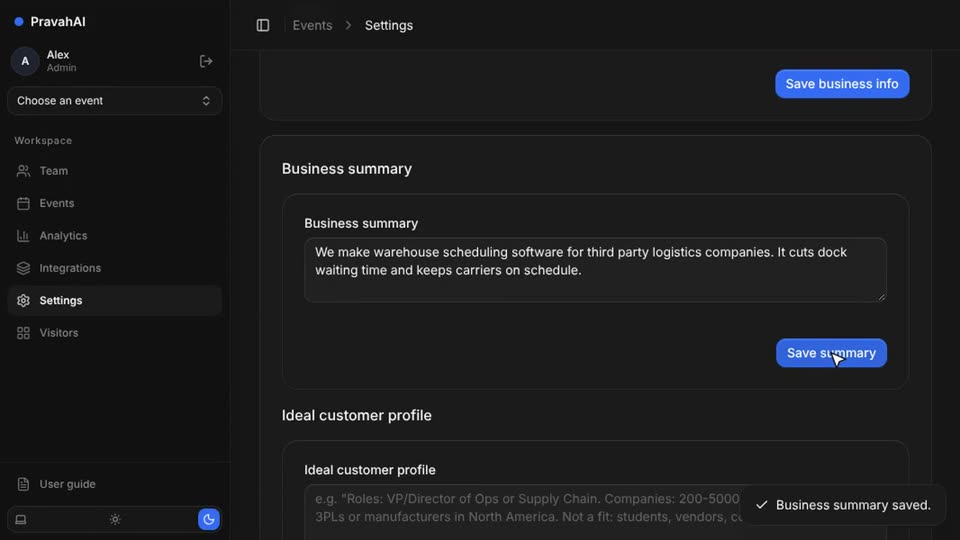 PravahAI
A
Alex
Admin
Choose an event
Workspace
Team
Events
Analytics
Integrations
Settings
Visitors
User guide
Events
Settings
Save business info
Business summary
Business summary
We make warehouse scheduling software for third party logistics companies. It cuts dock
waiting time and keeps carriers on schedule.
Save summary
Ideal customer profile
Ideal customer profile
e.g. "Roles: VP/Director of Ops or Supply Chain. Companies: 200-5000
3PLs or manufacturers in North America. Not a fit: students, vendors,
Business summary saved.